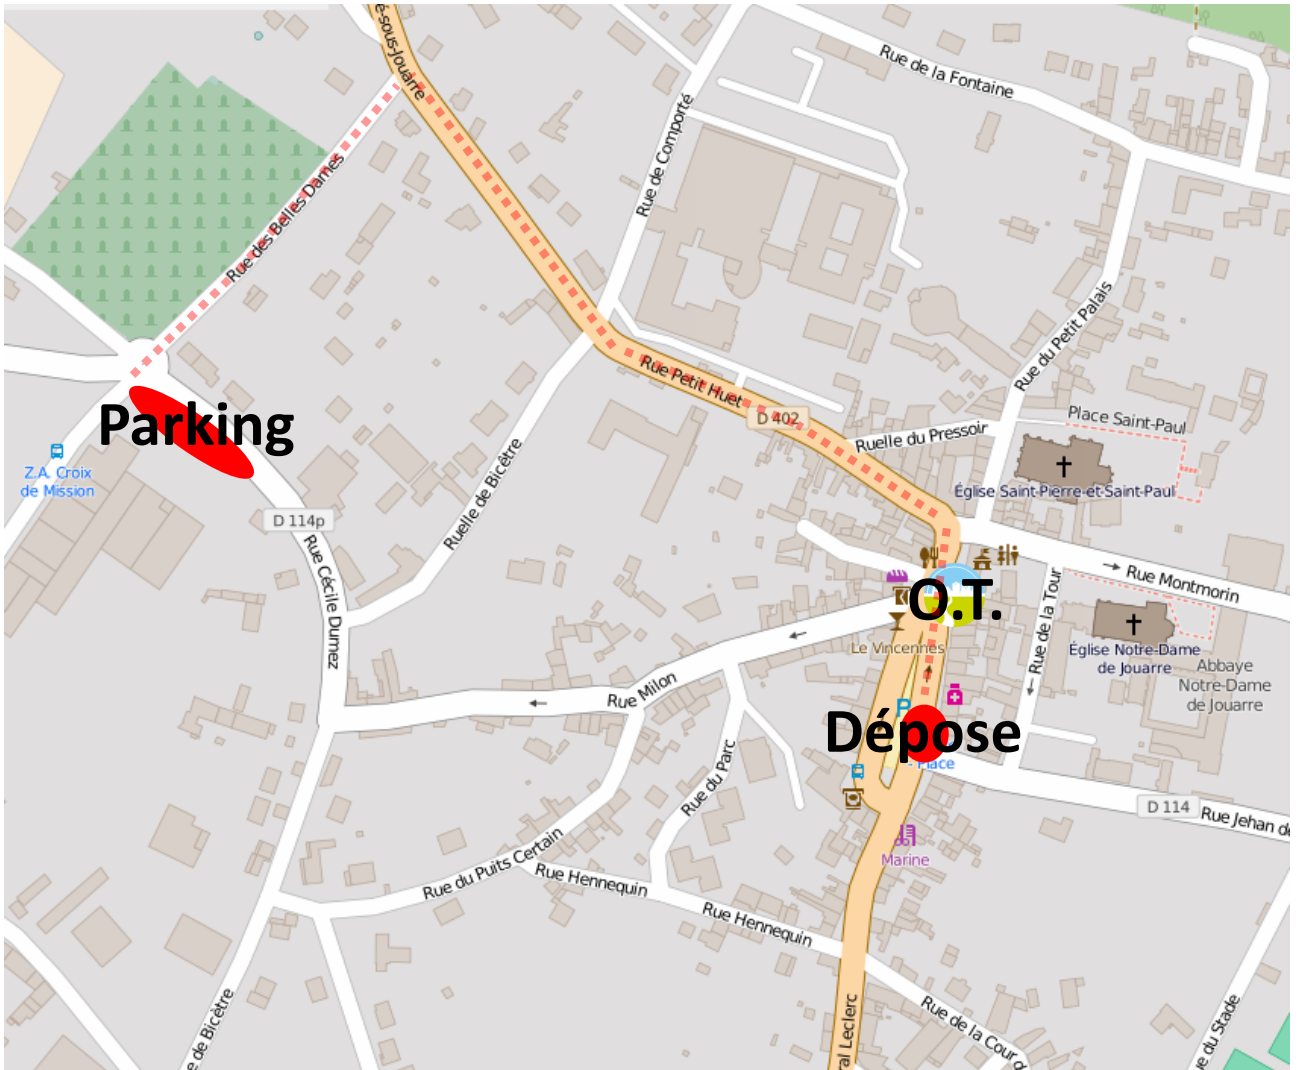 é-sous-Jouarre
Rue de la Fontaine
Rue de Comporté
Rue des Belles Dames
Rue du Petit Palais
Rue Petit Huet
D 402
Place Saint-Paul
Ruelle du Pressoir
Parking
Z.A. Croix
de Mission
Église Saint-Pierre-et-Saint-Paul
D 114p
Ruelle de Bicêtre
Rue Cécile Dumez
Rue Montmorin
O.T.
Rue de la Tour
Le Vincennes
Église Notre-Dame
de Jouarre
Abbaye
Notre-Dame
de Jouarre
Rue Milon
P
Dépose
- Place
Rue du Parc
D 114
Rue Jehan de
Marine
Rue du Puits Certain
Rue Hennequin
Rue Hennequin
e de Bicêtre
ral Leclerc
Rue de la Cour d
e du Stade